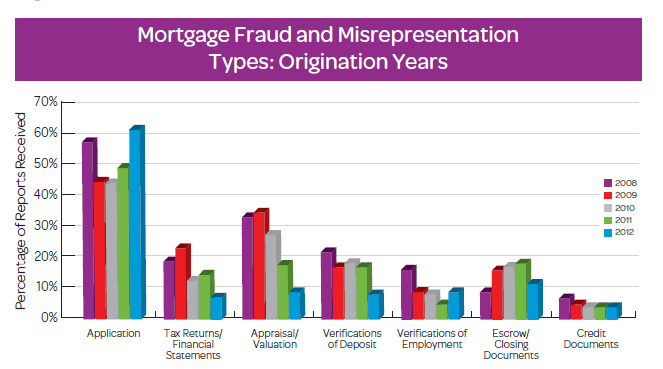 Mortgage Fraud and Misrepresentation
Types: Origination Years
Percentage of Reports Received
70%
60%
50%
40%
30%
20%
10%
0%
2008
2009
2010
2011
2012
Application
Tax Returns/
Financial
Statements
Appraisal/
Valuation
Verifications
of Deposit
Verifications of
Employment
Escrow/
Closing
Documents
Credit
Documents